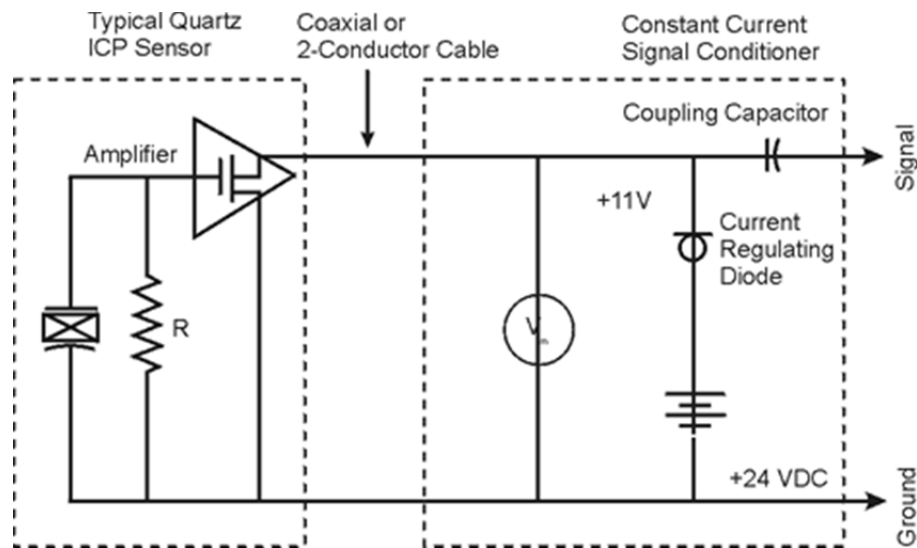 Typical Quartz
ICP Sensor
Coaxial or
2-Conductor Cable
Constant Current
Signal Conditioner
Coupling Capacitor
Signal
Amplifier
+11V
Current
Regulating
Diode
R
V
+24 VDC
Ground